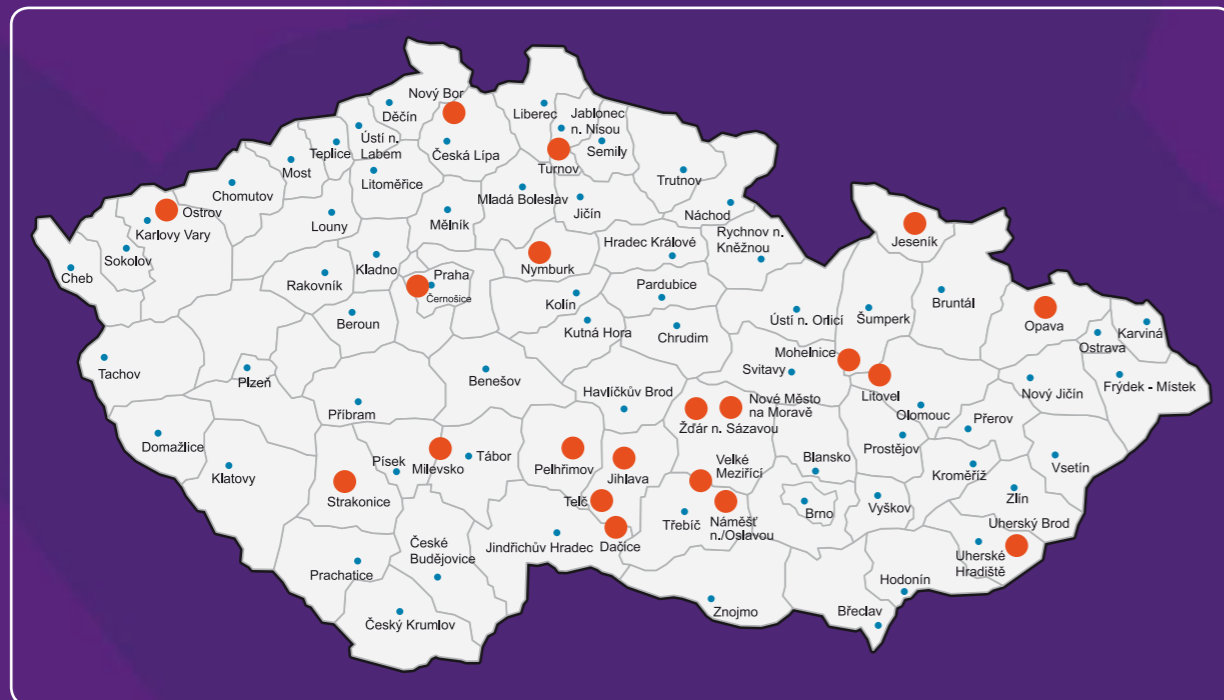 Nový Bor
Děčín
Liberec
Jablonec
n. Nisou
Ústí n.
Labem
Teplice
Česká Lípa
Semily
Turnov
Most
Litoměřice
Trutnov
Chomutov
Mladá Boleslav
Jičín
Ostrov
Karlovy Vary
Louny
Mělník
Náchod
Rychnov n.
Kněžnou
Jeseník
Sokolov
Hradec Králové
Cheb
Kladno
Nymburk
Praha
Rakovník
Černošice
Kolín
Pardubice
Bruntál
Beroun
Kutná Hora
Chrudim
Ústí n. Orlicí
Šumperk
Opava
Karviná
Ostrava
Mohelnice
Svitavy
Tachov
Plzeň
Benešov
Havlíčkův Brod
Litovel
Nový Jičín
Frýdek - Místek
Nové Město
na Moravě
Olomouc
Příbram
Žďár n. Sázavou
Přerov
Domažlice
Prostějov
Písek
Milevsko
Tábor
Pelhřimov
Velké
Meziřící
Blansko
Vsetín
Klatovy
Jihlava
Kroměříž
Strakonice
Telč
Zlín
Třebíč
Náměšť
n./Oslavou
Brno
Vyškov
Uherský Brod
České
Budějovice
Jindřichův Hradec
Dačice
Uherské
Hradiště
Prachatice
Hodonín
Znojmo
Břeclav
Český Krumlov